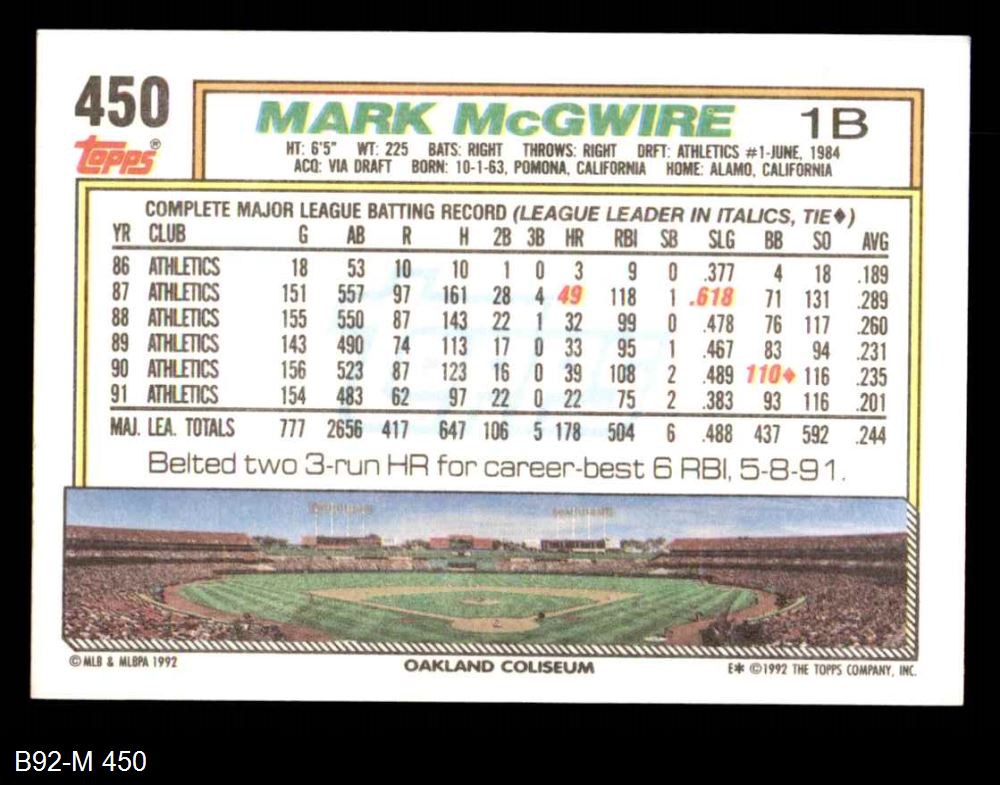 450
Topps®
MARK McGWIRE 1B
HT: 6'5" WT: 225 BATS: RIGHT THROWS: RIGHT DRFT: ATHLETICS #1-JUNE, 1984
ACQ: VIA DRAFT BORN: 10-1-63, POMONA, CALIFORNIA HOME: ALAMO, CALIFORNIA
COMPLETE MAJOR LEAGUE BATTING RECORD (LEAGUE LEADER IN ITALICS, TIE♦)
YR CLUB G AB R H 2B 3B HR RBI SB SLG BB SO AVG
86 ATHLETICS 18 53 10 10 1 0 3 9 0 .377 4 18 .189
87 ATHLETICS 151 557 97 161 28 4 49 118 1 .618 71 131 .289
88 ATHLETICS 155 550 87 143 22 1 32 99 0 .478 76 117 .260
89 ATHLETICS 143 490 74 113 17 0 33 95 1 .467 83 94 .231
90 ATHLETICS 156 523 87 123 16 0 39 108 2 .489 110♦ 116 .235
91 ATHLETICS 154 483 62 97 22 0 22 75 2 .383 93 116 .201
MAJ. LEA. TOTALS 777 2656 417 647 106 5 178 504 6 .488 437 592 .244
Belted two 3-run HR for career-best 6 RBI, 5-8-91.
© MLB & MLBPA 1992 OAKLAND COLISEUM E* © 1992 THE TOPPS COMPANY, INC.
B92-M 450